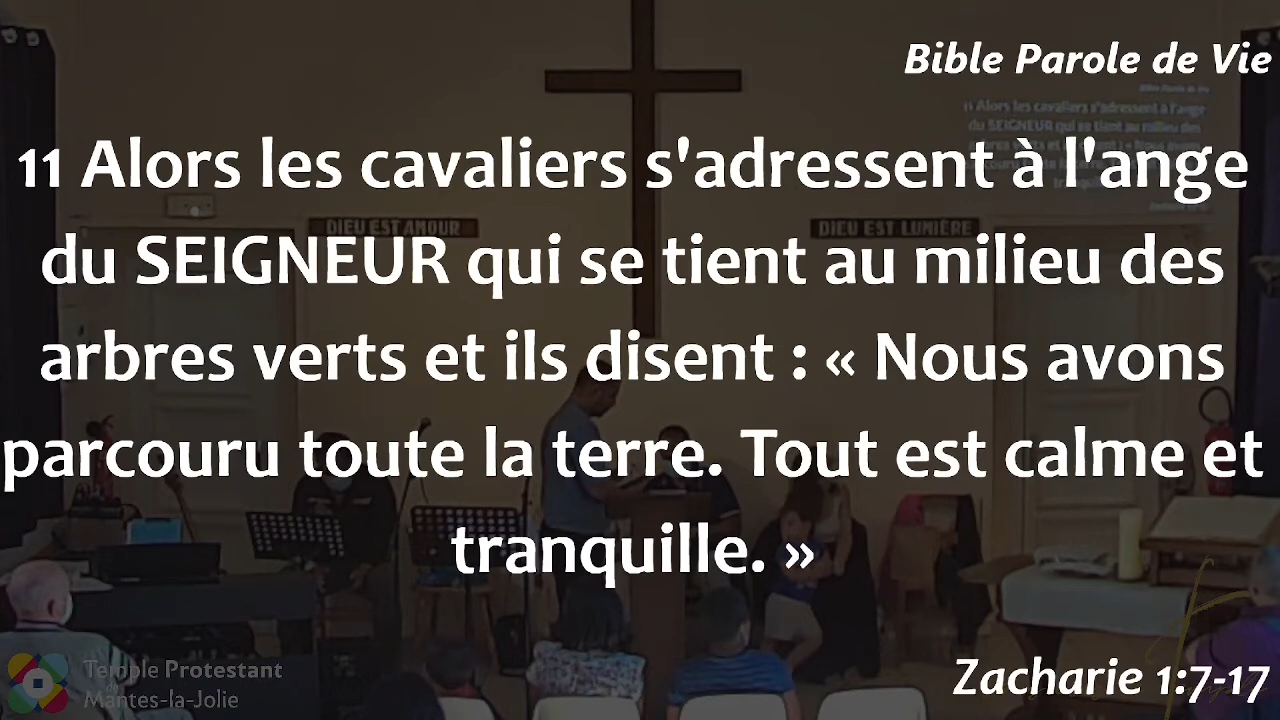 Bible Parole de Vie
11 Alors les cavaliers s'adressent à l'ange
du SEIGNEUR qui se tient au milieu des
arbres verts et ils disent : « Nous avons
parcouru toute la terre. Tout est calme et
tranquille. »
DIEU EST AMOUR
DIEU EST LUMIÈRE
Temple Protestant
Mantes-la-Jolie
Zacharie 1:7-17